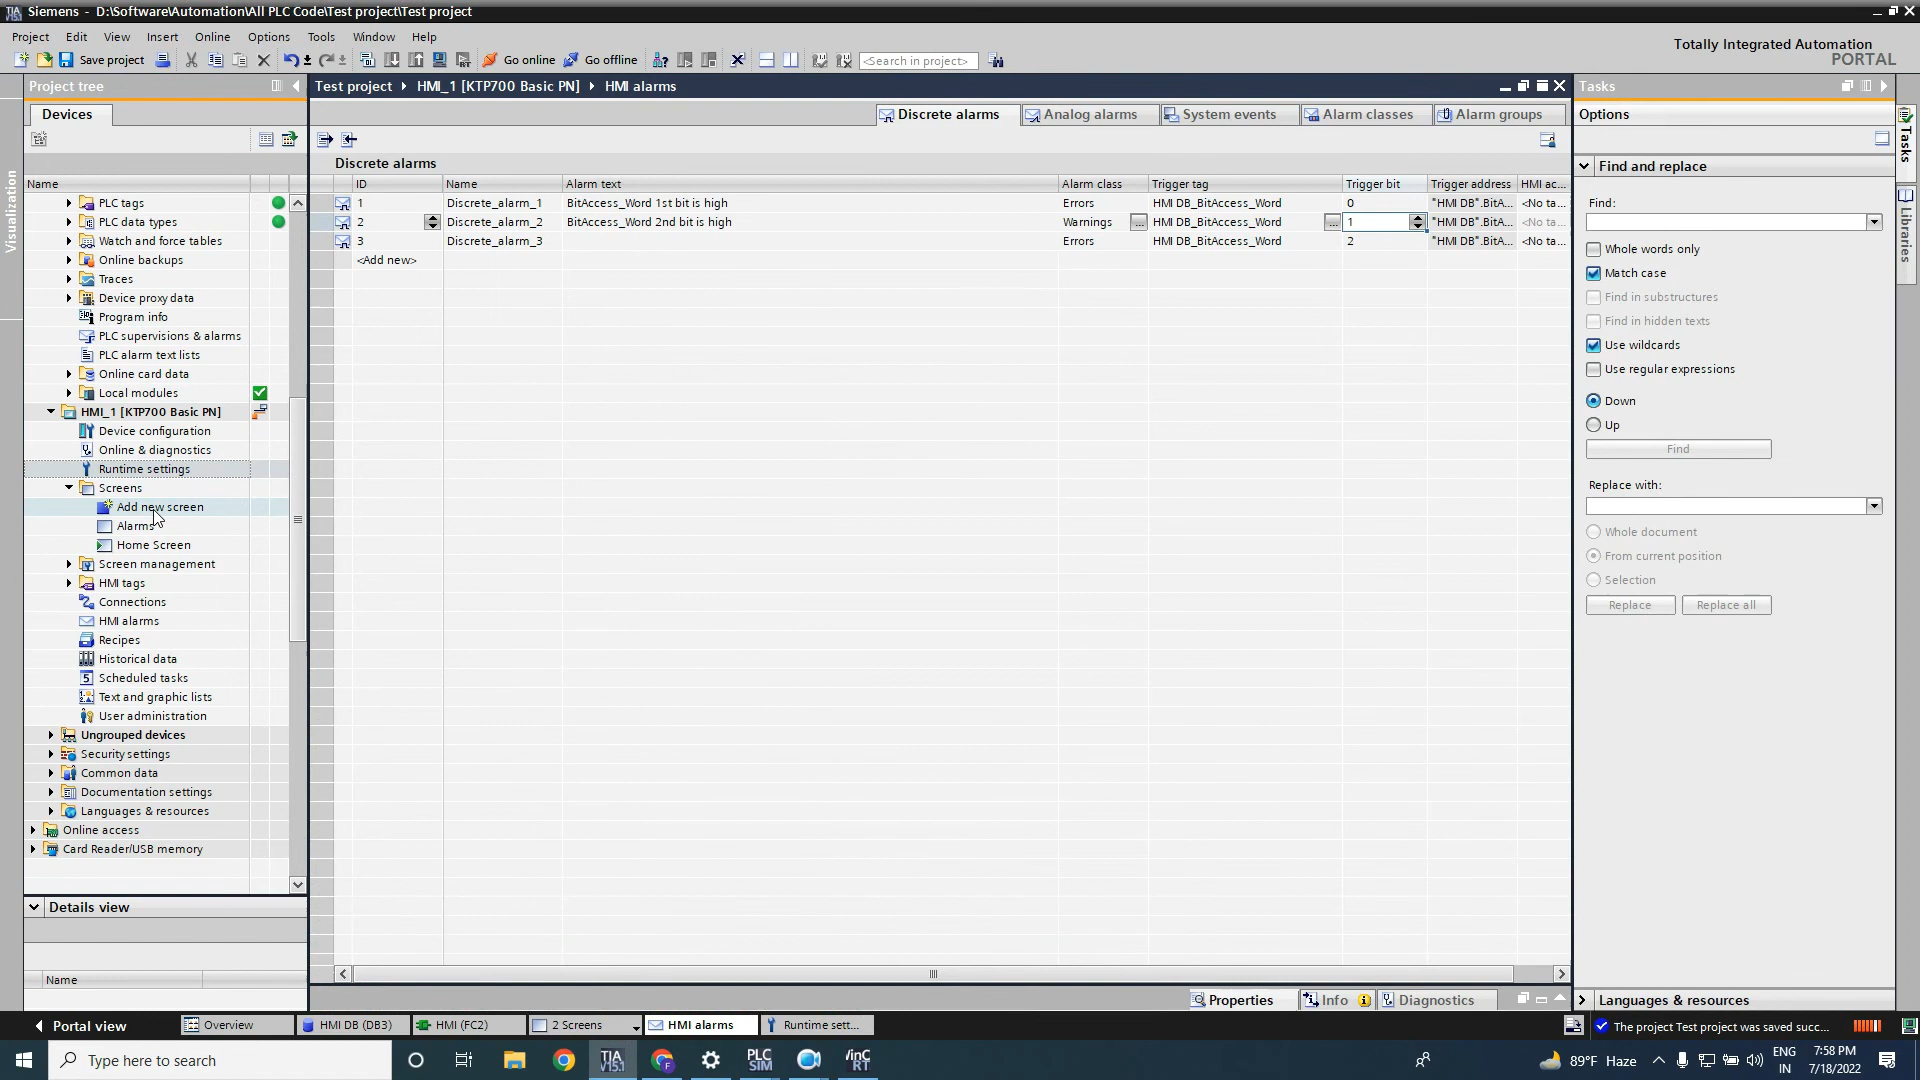 Siemens - D:\Software\Automation\All PLC Code\Test project\Test project
Project Edit View Insert Online Options Tools Window Help
Totally Integrated Automation
PORTAL
Save project
Go online
Go offline
<Search in project>
Project tree
Test project HMI_1 [KTP700 Basic PN] HMI alarms
Tasks
Devices
Discrete alarms
Analog alarms
System events
Alarm classes
Alarm groups
Options
Tasks
Libraries
Visualization
Name
PLC tags
PLC data types
Watch and force tables
Online backups
Traces
Device proxy data
Program info
PLC supervisions & alarms
PLC alarm text lists
Online card data
Local modules
HMI_1 [KTP700 Basic PN]
Device configuration
Online & diagnostics
Runtime settings
Screens
Add new screen
Alarms
Home Screen
Screen management
HMI tags
Connections
HMI alarms
Recipes
Historical data
Scheduled tasks
Text and graphic lists
User administration
Ungrouped devices
Security settings
Common data
Documentation settings
Languages & resources
Online access
Card Reader/USB memory
Details view
Name
Discrete alarms
ID Name Alarm text Alarm class Trigger tag Trigger bit Trigger address HMI ac...
1 Discrete_alarm_1 BitAccess_Word 1st bit is high Errors HMI DB_BitAccess_Word 0 "HMI DB".BitA... <No ta...
2 Discrete_alarm_2 BitAccess_Word 2nd bit is high Warnings ... HMI DB_BitAccess_Word ... 1 "HMI DB".BitA... <No ta...
3 Discrete_alarm_3 Errors HMI DB_BitAccess_Word 2 "HMI DB".BitA... <No ta...
<Add new>
Find and replace
Find:
Whole words only
Match case
Find in substructures
Find in hidden texts
Use wildcards
Use regular expressions
Down
Up
Find
Replace with:
Whole document
From current position
Selection
Replace
Replace all
Languages & resources
Properties
Info
Diagnostics
Portal view
Overview
HMI DB (DB3)
HMI (FC2)
2 Screens
HMI alarms
Runtime sett...
The project Test project was saved succ...
Type here to search
TIA
V15.1
PLC
SIM
WinC
RT
89°F Haze
ENG
IN
7:58 PM
7/18/2022